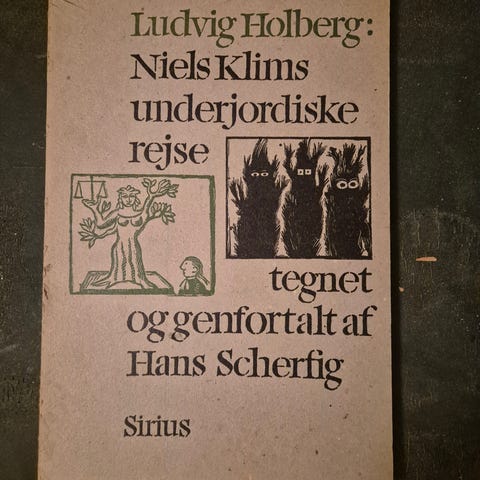 Ludvig Holberg:
Niels Klims
underjordiske
rejse
tegnet
og genfortalt af
Hans Scherfig
Sirius